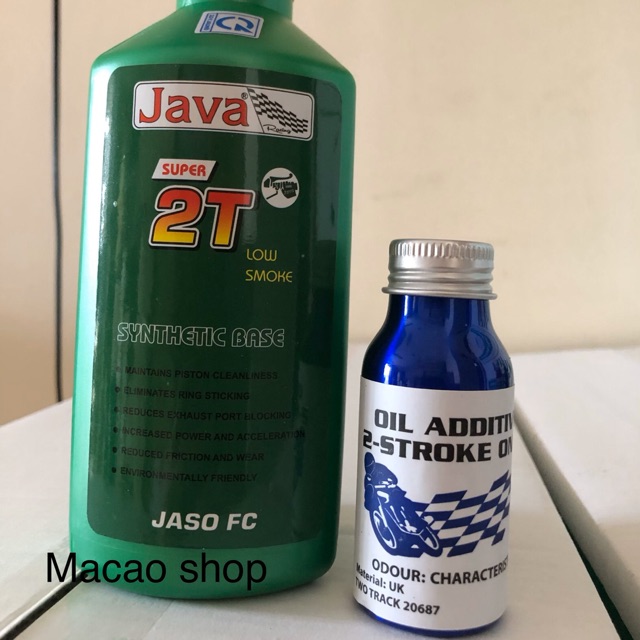 Java®
Racing
SUPER
2T
LOW
SMOKE
SYNTHETIC BASE
• MAINTAINS PISTON CLEANLINESS
• ELIMINATES RING STICKING
• REDUCES EXHAUST PORT BLOCKING
• INCREASED POWER AND ACCELERATION
• REDUCED FRICTION AND WEAR
• ENVIRONMENTALLY FRIENDLY
JASO FC
OIL ADDITIV
2-STROKE ON
ODOUR: CHARACTERIS
Material: UK
TWO TRACK 20687
Macao shop